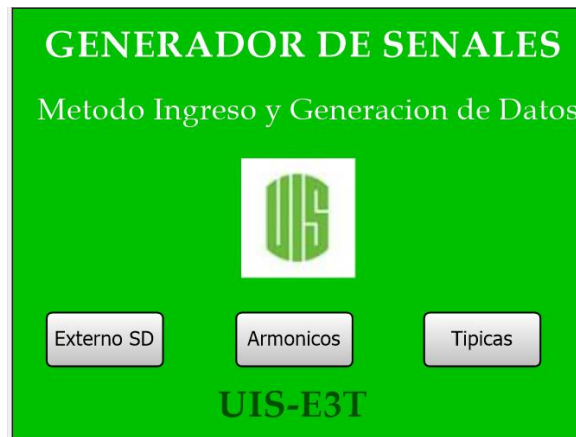 GENERADOR DE SENALES
Metodo Ingreso y Generacion de Datos
UIS
Externo SD
Armonicos
Tipicas
UIS-E3T